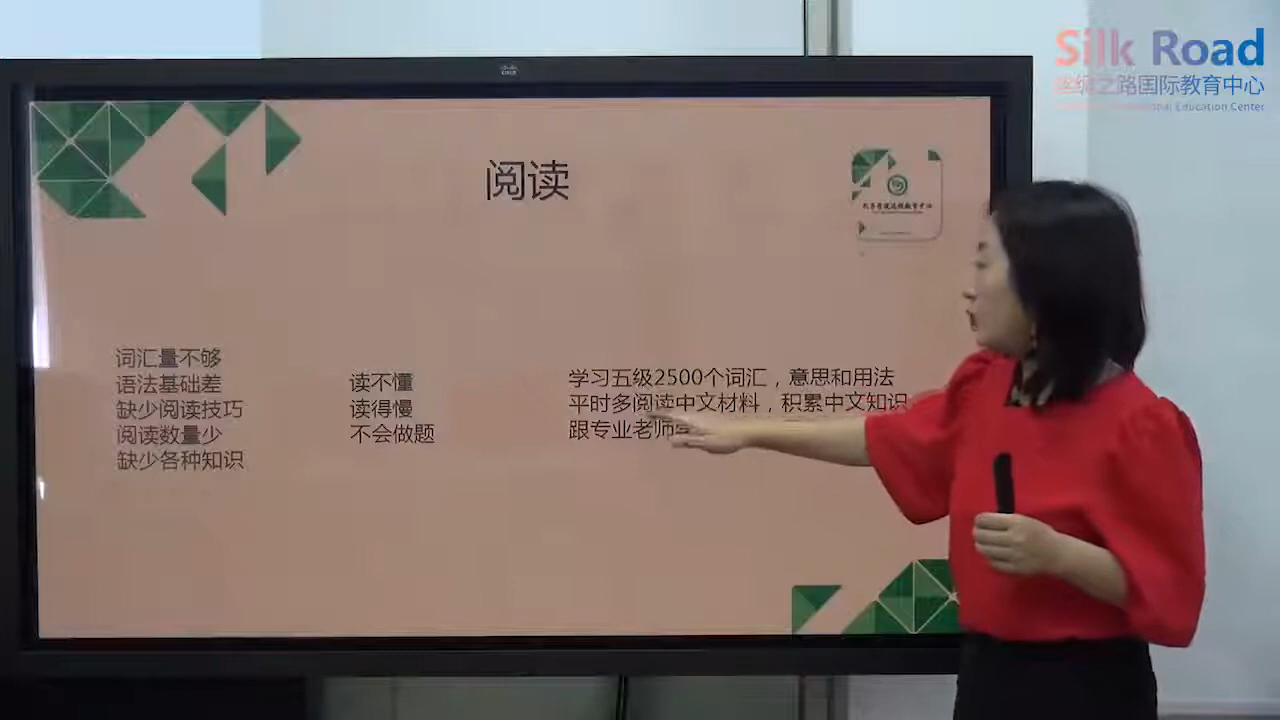 Silk Road
丝绸之路国际教育中心
Education Center
CISCO
阅读
词汇量不够
语法基础差
缺少阅读技巧
阅读数量少
缺少各种知识
读不懂
读得慢
不会做题
学习五级2500个词汇，意思和用法
平时多阅读中文材料，积累中文知识
跟专业老师